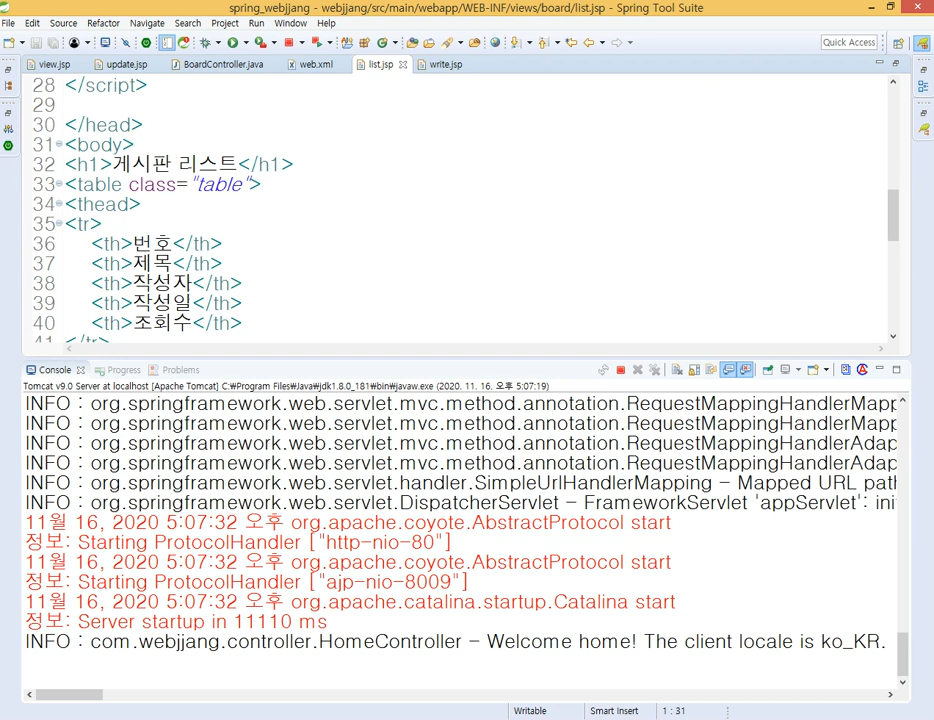 spring_webjjang - webjjang/src/main/webapp/WEB-INF/views/board/list.jsp - Spring Tool Suite
File Edit Source Refactor Navigate Search Project Run Window Help
Quick Access
view.jsp update.jsp BoardController.java web.xml list.jsp write.jsp
28 </script>
29
30 </head>
31 <body>
32 <h1>게시판 리스트</h1>
33 <table class="table">
34 <thead>
35 <tr>
36 <th>번호</th>
37 <th>제목</th>
38 <th>작성자</th>
39 <th>작성일</th>
40 <th>조회수</th>
41 </tr>
Console Progress Problems
Tomcat v9.0 Server at localhost [Apache Tomcat] C:₩Program Files₩Java₩jdk1.8.0_181₩bin₩javaw.exe (2020. 11. 16. 오후 5:07:19)
INFO : org.springframework.web.servlet.mvc.method.annotation.RequestMappingHandlerMapp
INFO : org.springframework.web.servlet.mvc.method.annotation.RequestMappingHandlerMapp
INFO : org.springframework.web.servlet.mvc.method.annotation.RequestMappingHandlerAdap
INFO : org.springframework.web.servlet.mvc.method.annotation.RequestMappingHandlerAdap
INFO : org.springframework.web.servlet.handler.SimpleUrlHandlerMapping - Mapped URL path
INFO : org.springframework.web.servlet.DispatcherServlet - FrameworkServlet 'appServlet': ini
11월 16, 2020 5:07:32 오후 org.apache.coyote.AbstractProtocol start
정보: Starting ProtocolHandler ["http-nio-80"]
11월 16, 2020 5:07:32 오후 org.apache.coyote.AbstractProtocol start
정보: Starting ProtocolHandler ["ajp-nio-8009"]
11월 16, 2020 5:07:32 오후 org.apache.catalina.startup.Catalina start
정보: Server startup in 11110 ms
INFO : com.webjjang.controller.HomeController - Welcome home! The client locale is ko_KR.
Writable Smart Insert 1 : 31